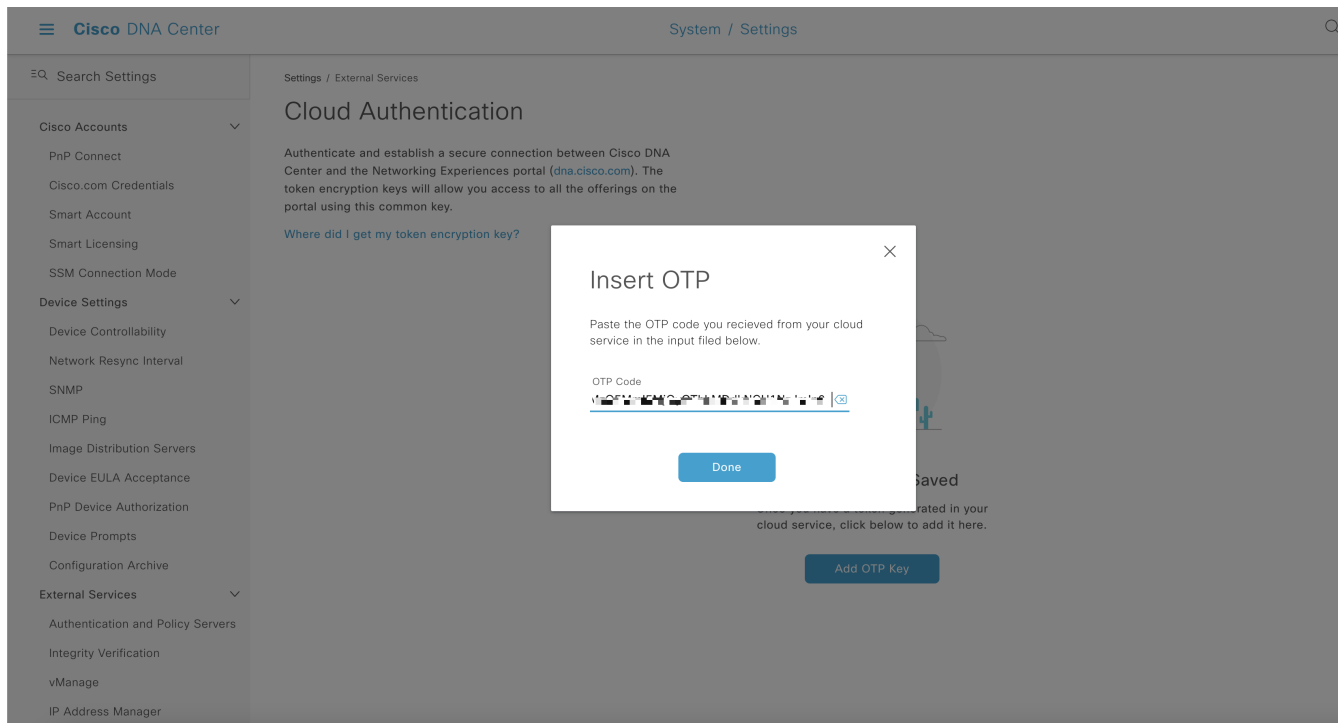 Cisco DNA Center
System / Settings
Search Settings
Cisco Accounts
PnP Connect
Cisco.com Credentials
Smart Account
Smart Licensing
SSM Connection Mode
Device Settings
Device Controllability
Network Resync Interval
SNMP
ICMP Ping
Image Distribution Servers
Device EULA Acceptance
PnP Device Authorization
Device Prompts
Configuration Archive
External Services
Authentication and Policy Servers
Integrity Verification
vManage
IP Address Manager
Settings / External Services
Cloud Authentication
Authenticate and establish a secure connection between Cisco DNA
Center and the Networking Experiences portal (dna.cisco.com). The
token encryption keys will allow you access to all the offerings on the
portal using this common key.
Where did I get my token encryption key?
Insert OTP
Paste the OTP code you recieved from your cloud
service in the input filed below.
OTP Code
Done
Saved
generated in your
cloud service, click below to add it here.
Add OTP Key